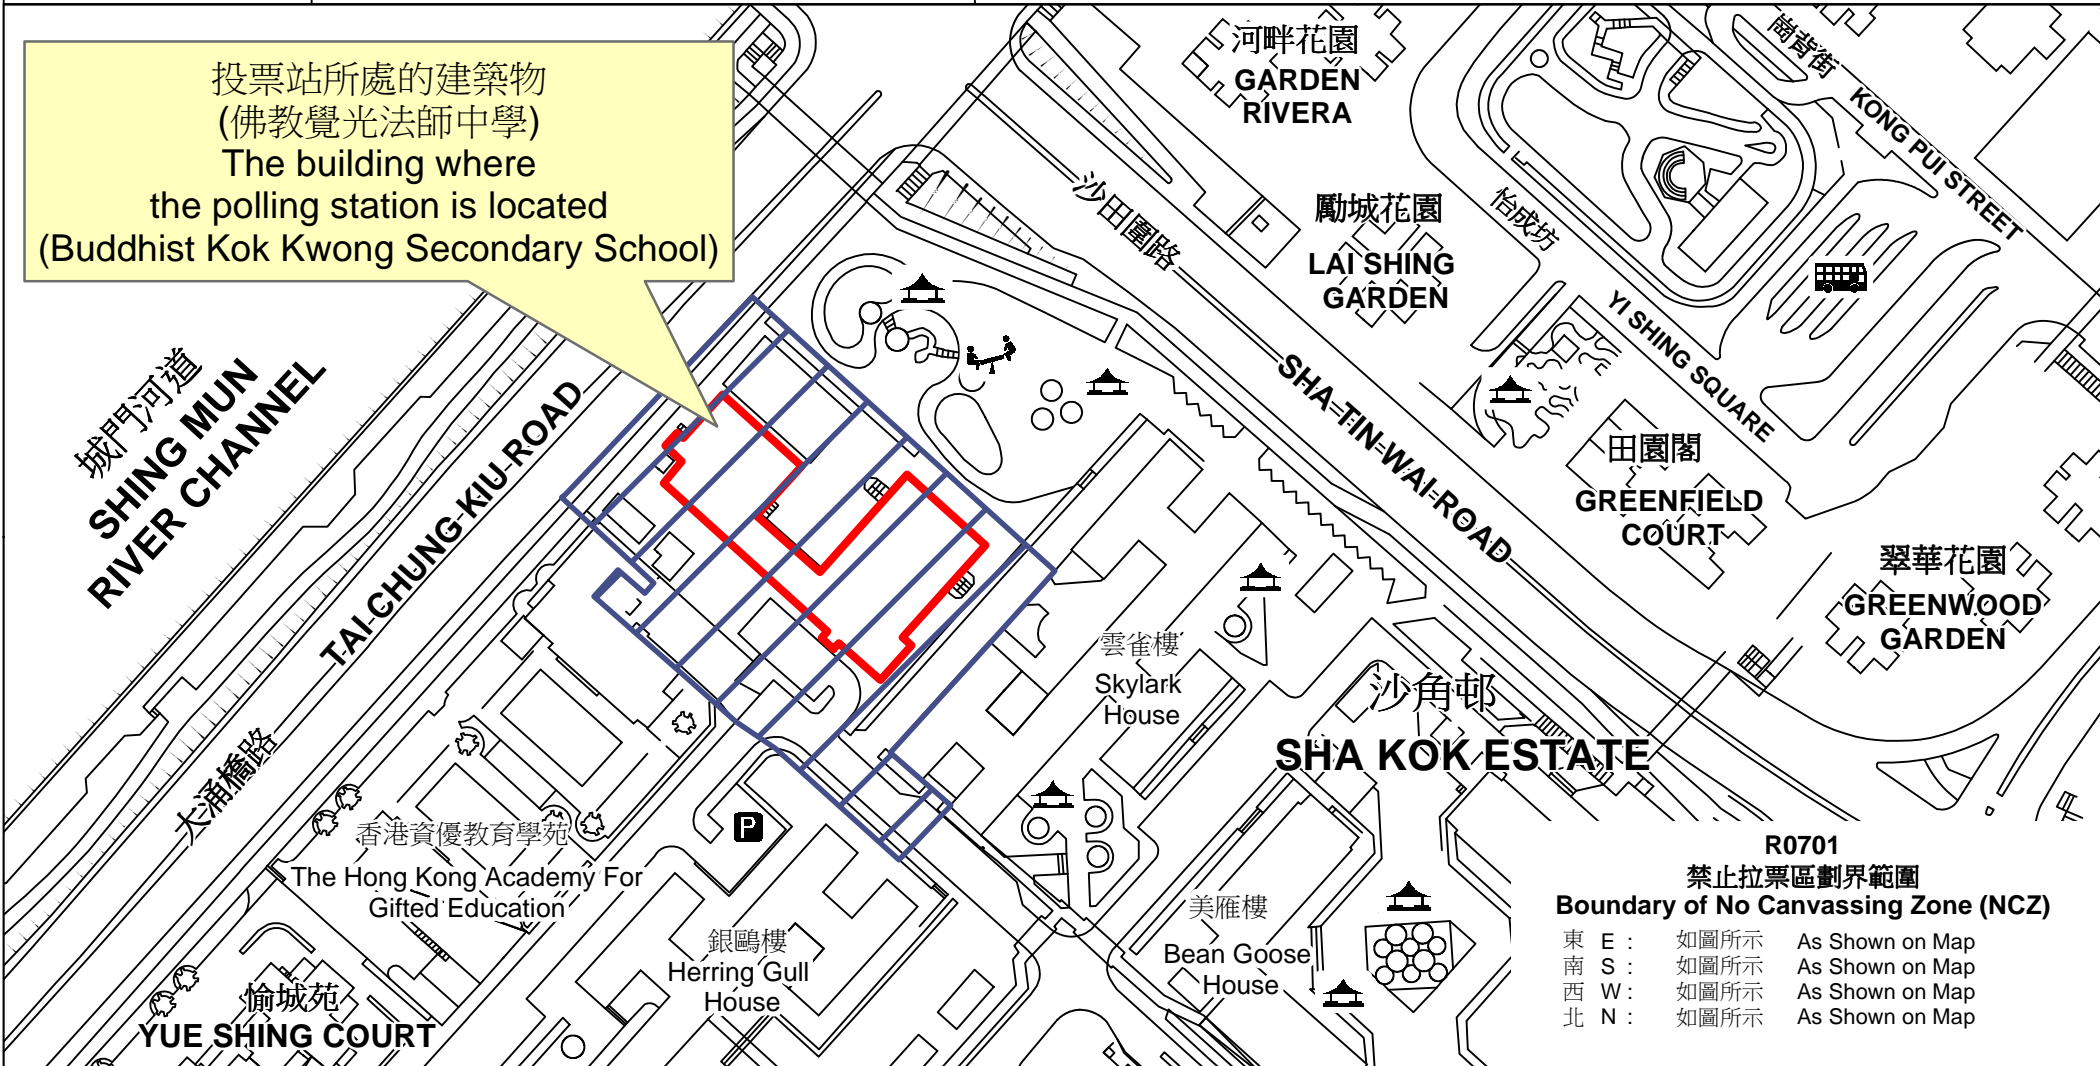 投票站所處的建築物
(佛教覺光法師中學)
The building where
the polling station is located
(Buddhist Kok Kwong Secondary School)
河畔花園
GARDEN
RIVERA
崗背街
KONG PUI STREET
沙田圍路
SHA TIN WAI ROAD
勵城花園
LAI SHING
GARDEN
怡成坊
YI SHING SQUARE
城門河道
SHING MUN
RIVER CHANNEL
TAI CHUNG KIU ROAD
大涌橋路
田園閣
GREENFIELD
COURT
翠華花園
GREENWOOD
GARDEN
雲雀樓
Skylark
House
沙角邨
SHA KOK ESTATE
P
香港資優教育學苑
The Hong Kong Academy For
Gifted Education
銀鷗樓
Herring Gull
House
美雁樓
Bean Goose
House
愉城苑
YUE SHING COURT
R0701
禁止拉票區劃界範圍
Boundary of No Canvassing Zone (NCZ)
東 E : 如圖所示 As Shown on Map
南 S : 如圖所示 As Shown on Map
西 W : 如圖所示 As Shown on Map
北 N : 如圖所示 As Shown on Map